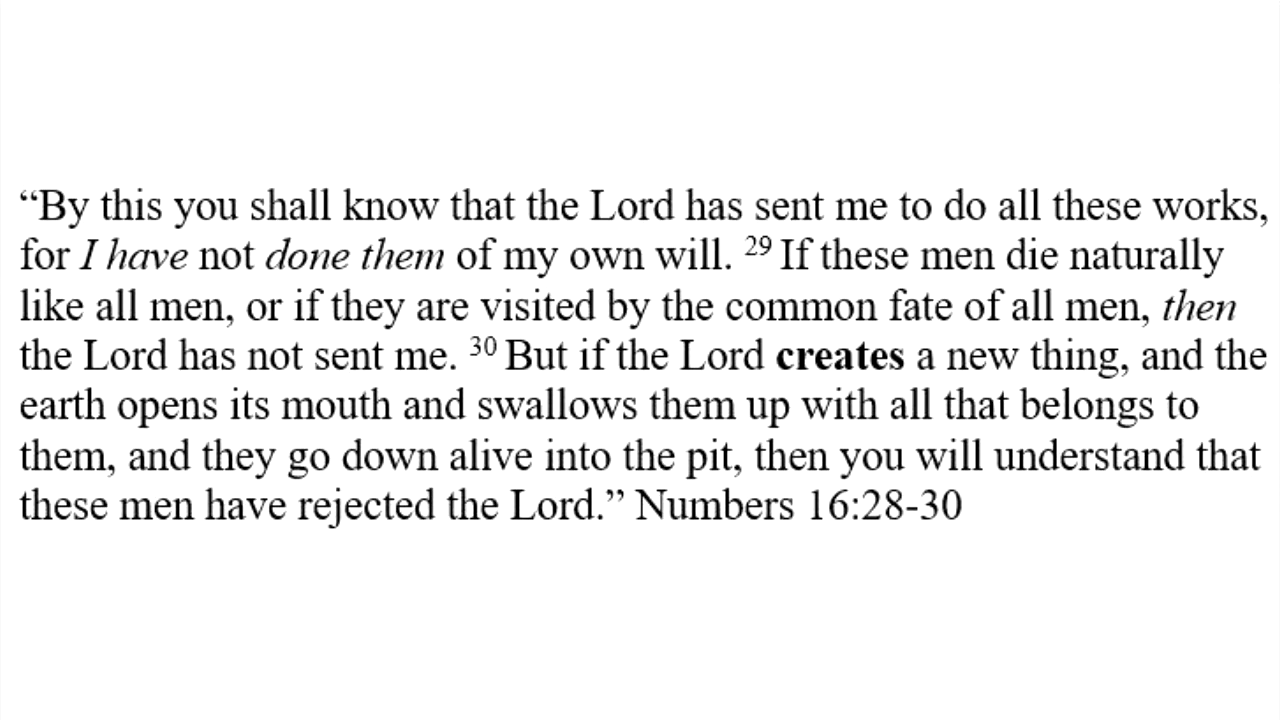 “By this you shall know that the Lord has sent me to do all these works,
for I have not done them of my own will. 29 If these men die naturally
like all men, or if they are visited by the common fate of all men, then
the Lord has not sent me. 30 But if the Lord creates a new thing, and the
earth opens its mouth and swallows them up with all that belongs to
them, and they go down alive into the pit, then you will understand that
these men have rejected the Lord.” Numbers 16:28-30